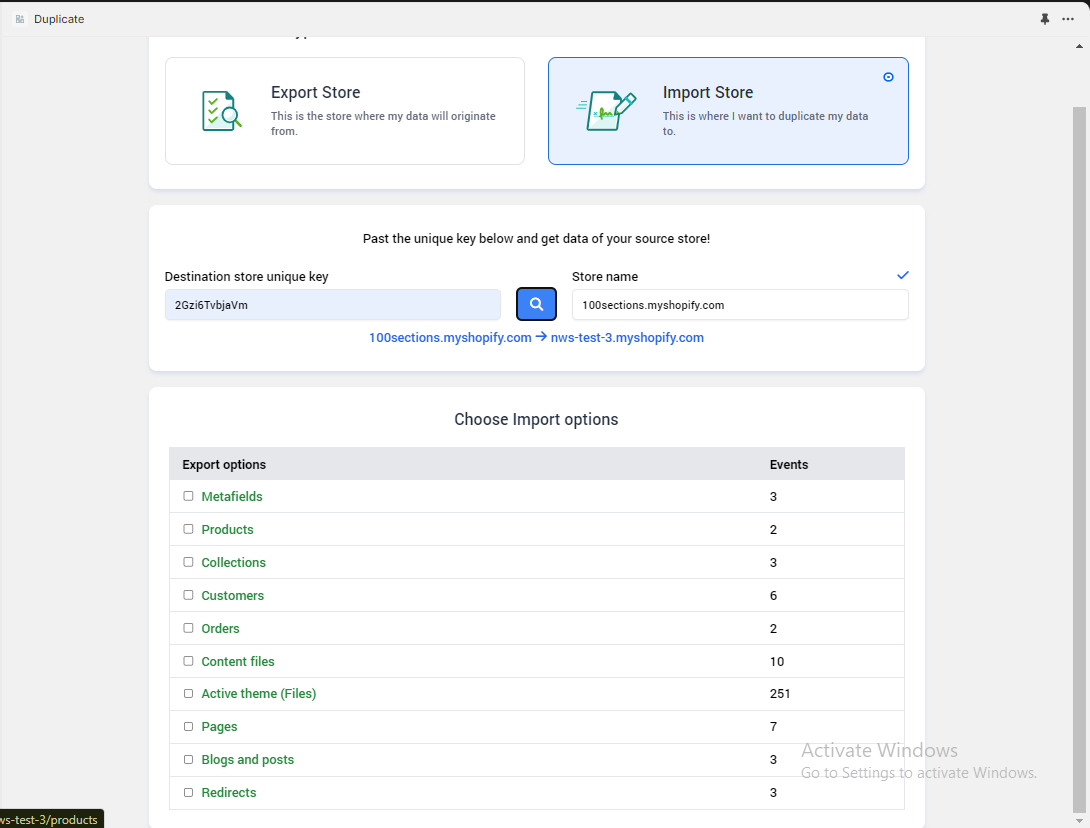 Duplicate
Export Store
This is the store where my data will originate
from.
Import Store
This is where I want to duplicate my data
to.
Past the unique key below and get data of your source store!
Destination store unique key
Store name
2Gzi6TvbjaVm
100sections.myshopify.com
100sections.myshopify.com → nws-test-3.myshopify.com
Choose Import options
Export options Events
Metafields 3
Products 2
Collections 3
Customers 6
Orders 2
Content files 10
Active theme (Files) 251
Pages 7
Blogs and posts 3
Redirects 3
Activate Windows
Go to Settings to activate Windows.
ws-test-3/products